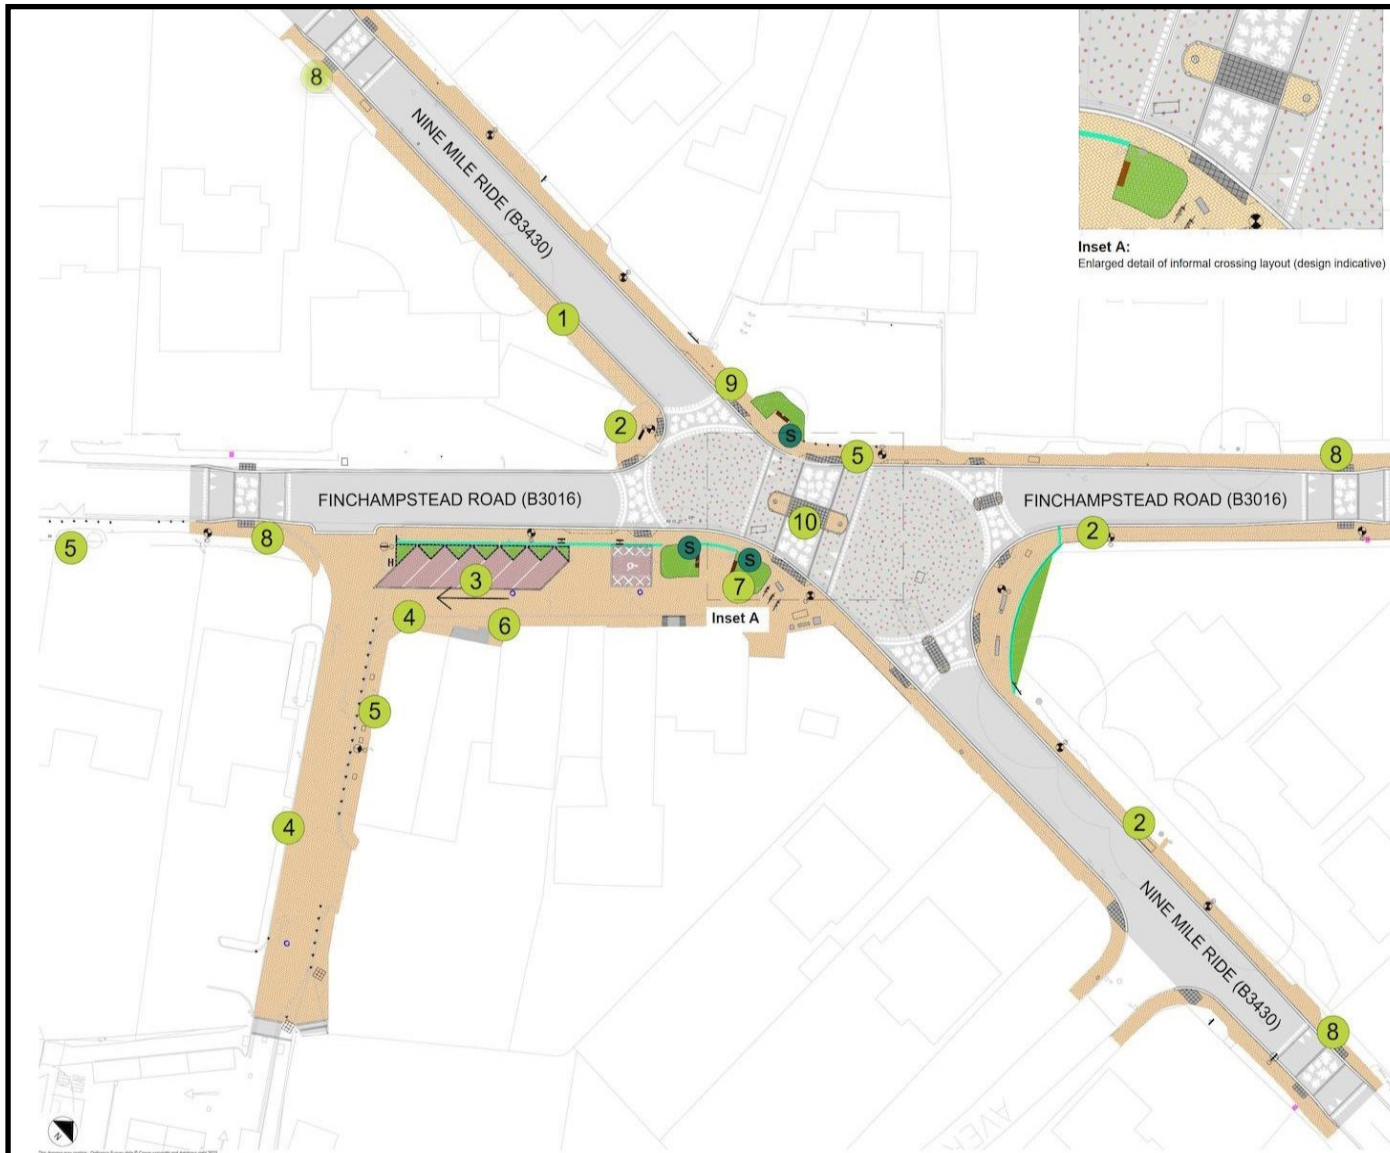 8
NINE MILE RIDE (B3430)
Inset A:
Enlarged detail of informal crossing layout (design indicative)
1
9
2
S
5
8
FINCHAMPSTEAD ROAD (B3016)
FINCHAMPSTEAD ROAD (B3016)
10
2
5
8
S
S
3
7
4
6
Inset A
5
4
2
NINE MILE RIDE (B3430)
8
AVE
N